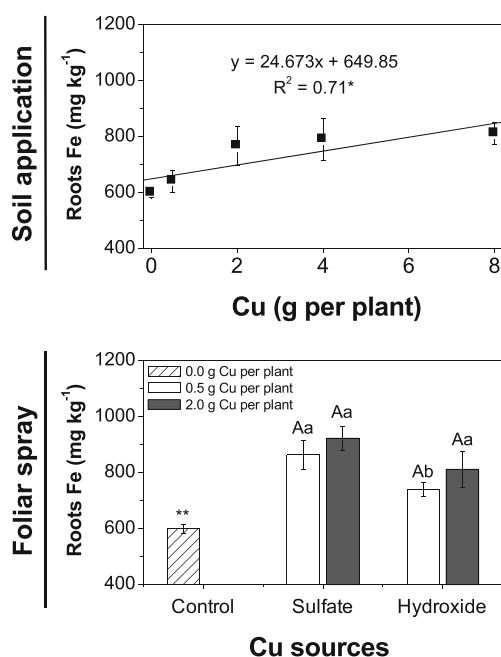 Soil application
Roots Fe (mg kg⁻¹)
1200
1000
800
600
400
y = 24.673x + 649.85
R² = 0.71*
0
2
4
6
8
Cu (g per plant)
Foliar spray
Roots Fe (mg kg⁻¹)
1200
1000
800
600
400
0.0 g Cu per plant
0.5 g Cu per plant
2.0 g Cu per plant
**
Aa
Aa
Ab
Aa
Control
Sulfate
Hydroxide
Cu sources